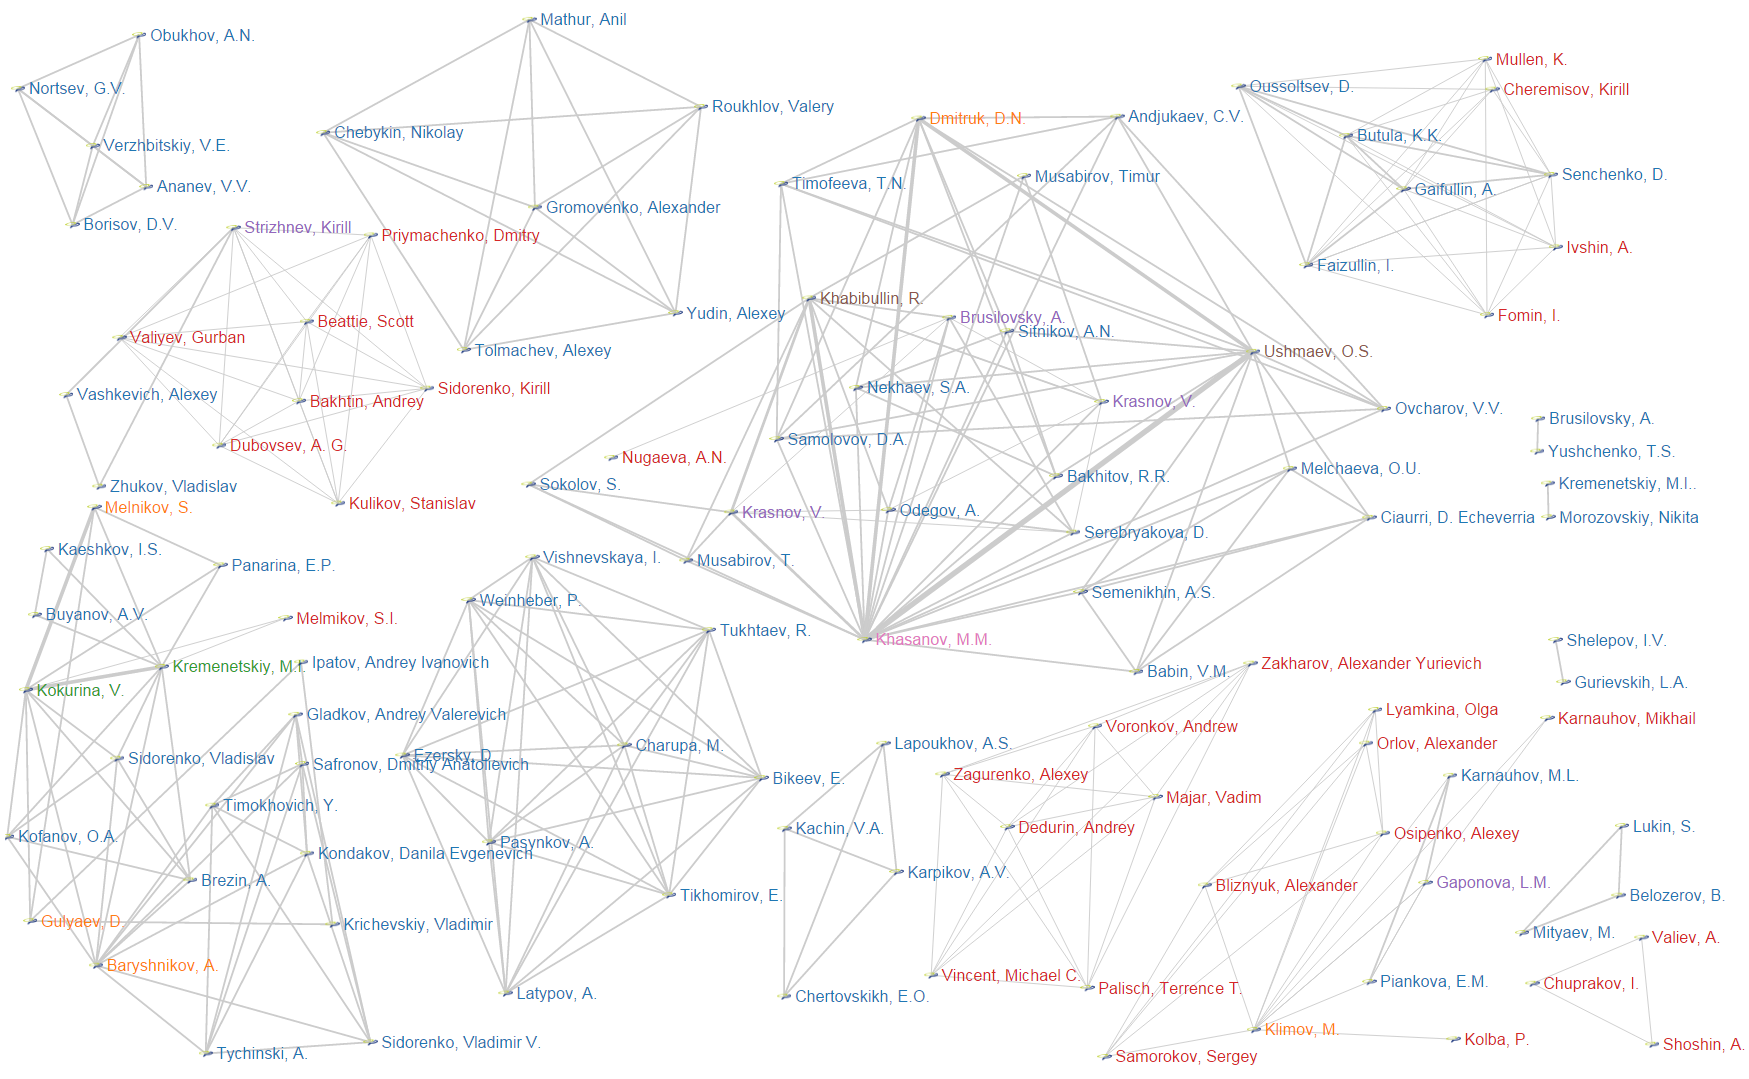 Mathur, Anil
Obukhov, A.N.
Mullen, K.
Oussoltsev, D.
Cheremisov, Kirill
Nortsev, G.V.
Roukhlov, Valery
Dmitruk, D.N.
Andjukaev, C.V.
Chebykin, Nikolay
Butula, K.K.
Verzhbitskiy, V.E.
Senchenko, D.
Musabirov, Timur
Timofeeva, T.N.
Ananev, V.V.
Gaifullin, A.
Gromovenko, Alexander
Borisov, D.V.
Strizhnev, Kirill
Priymachenko, Dmitry
Ivshin, A.
Faizullin, I.
Khabibullin, R.
Yudin, Alexey
Fomin, I.
Brusilovsky, A.
Beattie, Scott
Sitnikov, A.N.
Valiyev, Gurban
Tolmachev, Alexey
Ushmaev, O.S.
Nekhaev, S.A.
Sidorenko, Kirill
Vashkevich, Alexey
Bakhtin, Andrey
Krasnov, V.
Ovcharov, V.V.
Brusilovsky, A.
Samolovov, D.A.
Dubovsev, A. G.
Yushchenko, T.S.
Nugaeva, A.N.
Melchaeva, O.U.
Bakhitov, R.R.
Sokolov, S.
Kremenetskiy, M.I..
Zhukov, Vladislav
Kulikov, Stanislav
Melnikov, S.
Krasnov, V.
Odegov, A.
Ciaurri, D. Echeverria
Morozovskiy, Nikita
Serebryakova, D.
Kaeshkov, I.S.
Vishnevskaya, I.
Musabirov, T.
Panarina, E.P.
Semenikhin, A.S.
Weinheber, P.
Buyanov, A.V.
Melmikov, S.I.
Tukhtaev, R.
Khasanov, M.M.
Shelepov, I.V.
Ipatov, Andrey Ivanovich
Kremenetskiy, M.I.
Zakharov, Alexander Yurievich
Babin, V.M.
Gurievskih, L.A.
Kokurina, V.
Lyamkina, Olga
Gladkov, Andrey Valerevich
Karnauhov, Mikhail
Voronkov, Andrew
Lapoukhov, A.S.
Charupa, M.
Orlov, Alexander
Ezersky, D.
Sidorenko, Vladislav
Safronov, Dmitriy Anatolievich
Zagurenko, Alexey
Karnauhov, M.L.
Bikeev, E.
Majar, Vadim
Timokhovich, Y.
Lukin, S.
Kachin, V.A.
Dedurin, Andrey
Kofanov, O.A.
Osipenko, Alexey
Pasynkov, A.
Kondakov, Danila Evgenevich
Karpikov, A.V.
Brezin, A.
Bliznyuk, Alexander
Gaponova, L.M.
Tikhomirov, E.
Belozerov, B.
Gulyaev, D.
Krichevskiy, Vladimir
Mityaev, M.
Valiev, A.
Baryshnikov, A.
Vincent, Michael C.
Piankova, E.M.
Chuprakov, I.
Palisch, Terrence T.
Latypov, A.
Chertovskikh, E.O.
Klimov, M.
Kolba, P.
Sidorenko, Vladimir V.
Shoshin, A.
Tychinski, A.
Samorokov, Sergey